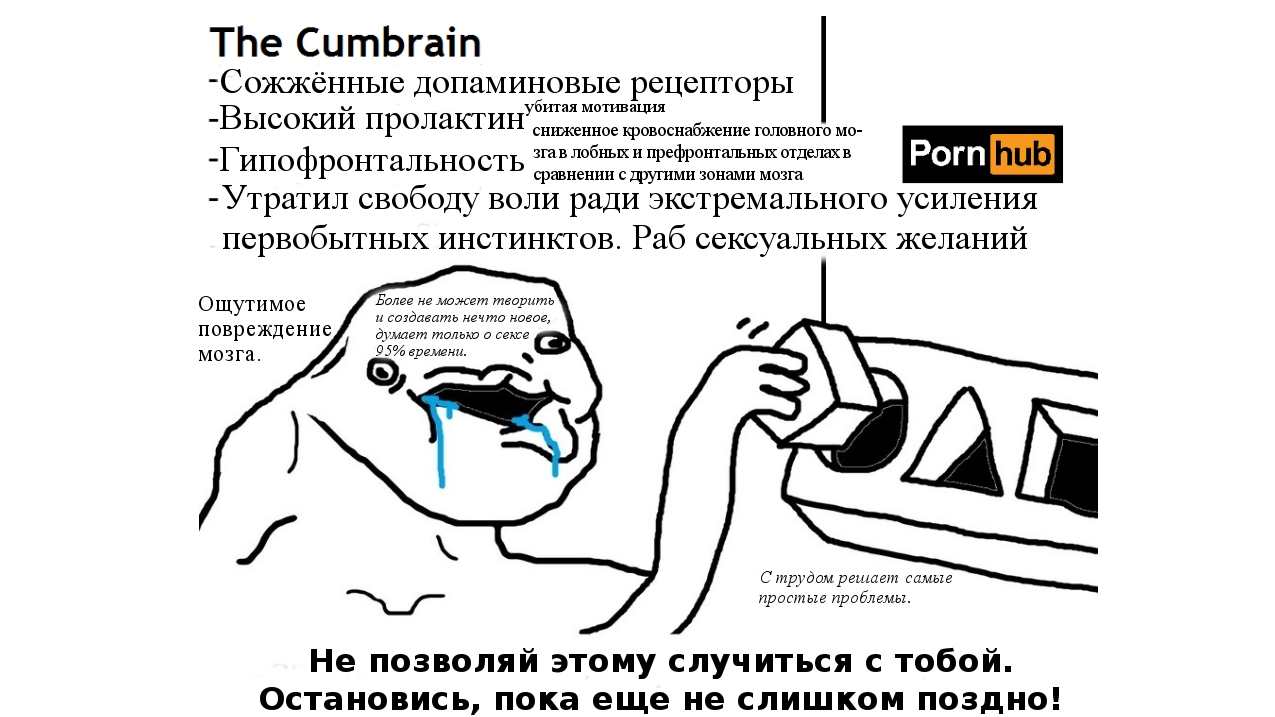 The Cumbrain
-Сожжённые допаминовые рецепторы
-Высокий пролактин
убитая мотивация
-Гипофронтальность
сниженное кровоснабжение головного мо-
зга в лобных и префронтальных отделах в
сравнении с другими зонами мозга
Porn hub
-Утратил свободу воли ради экстремального усиления
первобытных инстинктов. Раб сексуальных желаний
Ощутимое
повреждение
мозга.
Более не может творить
и создавать нечто новое,
думает только о сексе
95% времени.
С трудом решает самые
простые проблемы.
Не позволяй этому случиться с тобой.
Остановись, пока еще не слишком поздно!